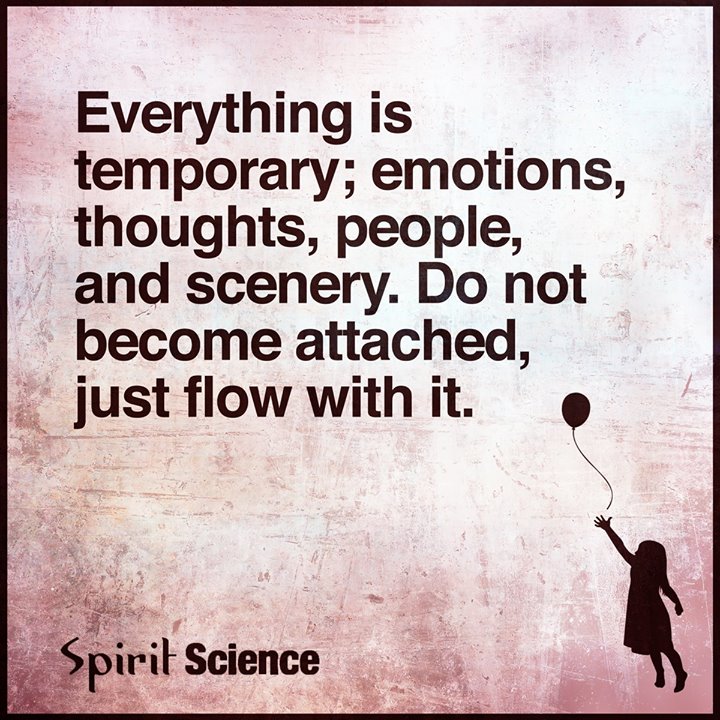 Everything is
temporary; emotions,
thoughts, people,
and scenery. Do not
become attached,
just flow with it.
Spirit Science